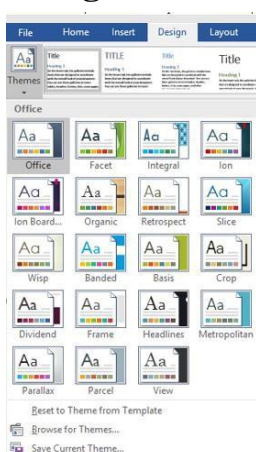 File Home Insert Design Layout
Aa Title TITLE Title Title
Heading 1 Heading 1 Heading 1 Heading 1
Themes
Office
Aa Aa Aa Aa
Office Facet Integral Ion
Aa Aa Aa Aa
Ion Board... Organic Retrospect Slice
Aa Aa Aa Aa
Wisp Banded Basis Crop
Aa Aa Aa Aa
Dividend Frame Headlines Metropolitan
Aa Aa Aa
Parallax Parcel View
Reset to Theme from Template
Browse for Themes...
Save Current Theme...